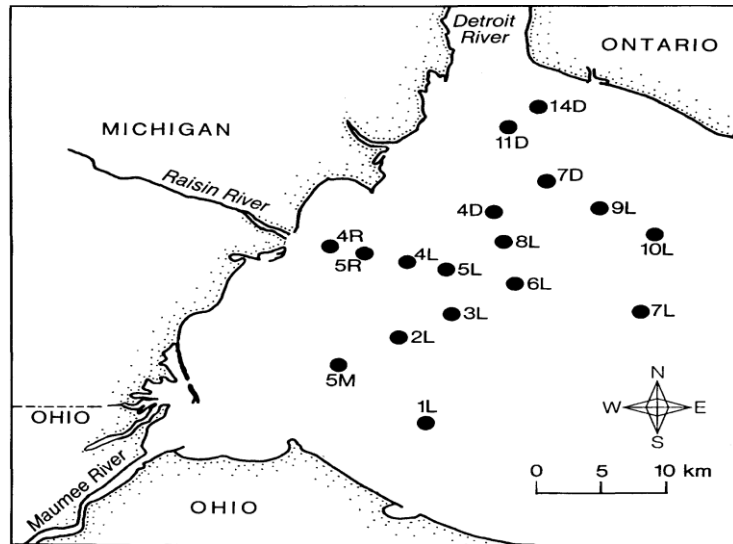 Detroit
River
ONTARIO
14D
MICHIGAN
11D
Raisin River
7D
4D
9L
8L
10L
4R
5R
4L
5L
6L
7L
3L
2L
5M
N
W E
S
OHIO
1L
0 5 10 km
Maumee River
OHIO